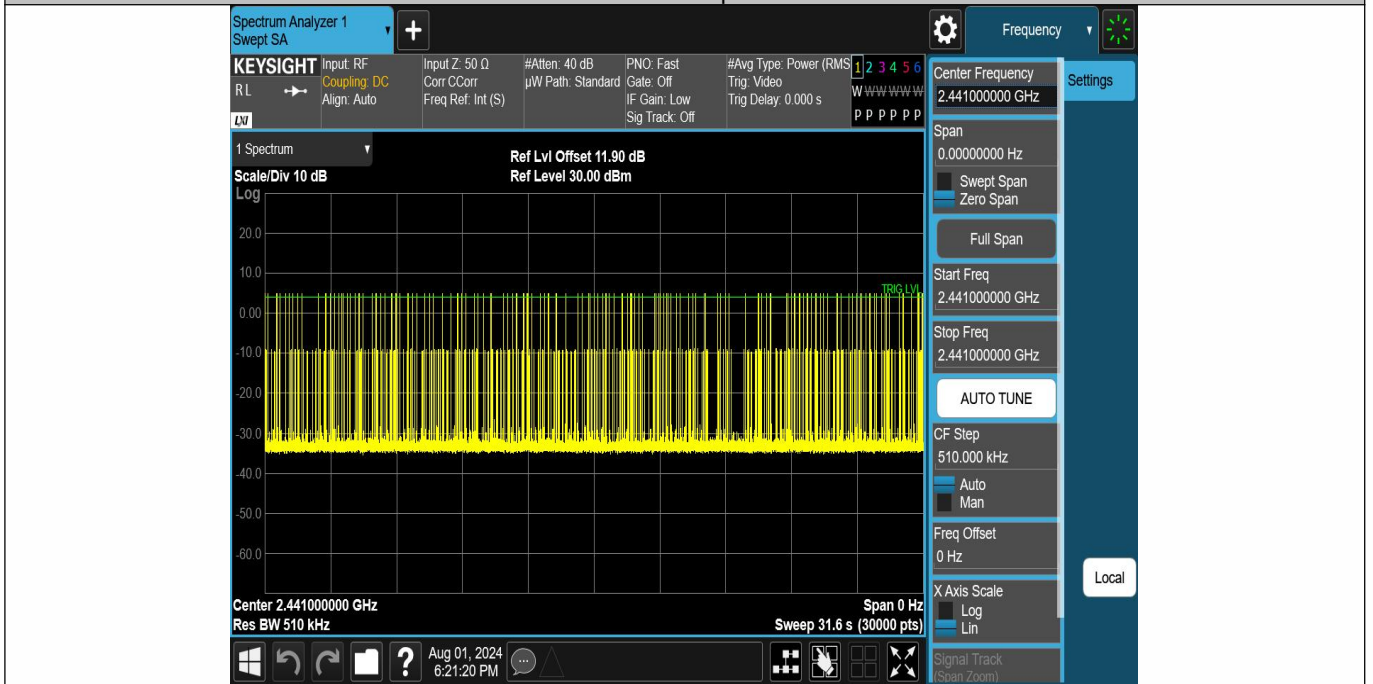 Spectrum Analyzer 1
Swept SA
+
Frequency
KEYSIGHT
RL
LXI
Input: RF
Coupling: DC
Align: Auto
Input Z: 50 Ω
Corr CCorr
Freq Ref: Int (S)
#Atten: 40 dB
µW Path: Standard
PNO: Fast
Gate: Off
IF Gain: Low
Sig Track: Off
#Avg Type: Power (RMS
Trig: Video
Trig Delay: 0.000 s
1 2 3 4 5 6
W W W W W W
P P P P P P
1 Spectrum
Scale/Div 10 dB
Ref Lvl Offset 11.90 dB
Ref Level 30.00 dBm
Log
20.0
10.0
0.00
-10.0
-20.0
-30.0
-40.0
-50.0
-60.0
TRIG LVL
Center 2.441000000 GHz
Res BW 510 kHz
Span 0 Hz
Sweep 31.6 s (30000 pts)
Center Frequency
2.441000000 GHz
Settings
Span
0.00000000 Hz
Swept Span
Zero Span
Full Span
Start Freq
2.441000000 GHz
Stop Freq
2.441000000 GHz
AUTO TUNE
CF Step
510.000 kHz
Auto
Man
Freq Offset
0 Hz
X Axis Scale
Log
Lin
Signal Track
(Span Zoom)
Local
?
Aug 01, 2024
6:21:20 PM